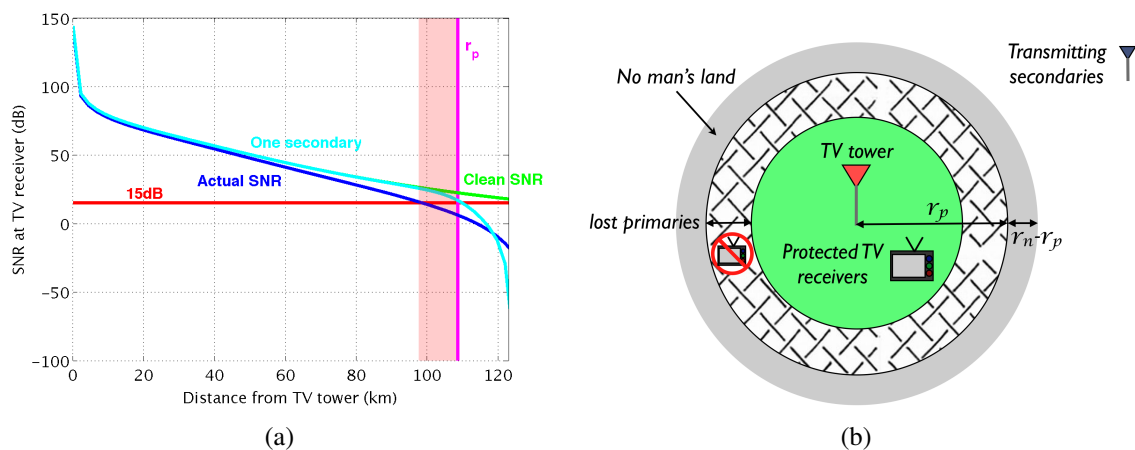 150
100
50
0
−50
−100
0
20
40
60
80
100
120
SNR at TV receiver (dB)
Distance from TV tower (km)
r_p
One secondary
Clean SNR
Actual SNR
15dB
(a)
Transmitting
secondaries
No man's land
TV tower
lost primaries
r_p
r_n-r_p
Protected TV
receivers
(b)